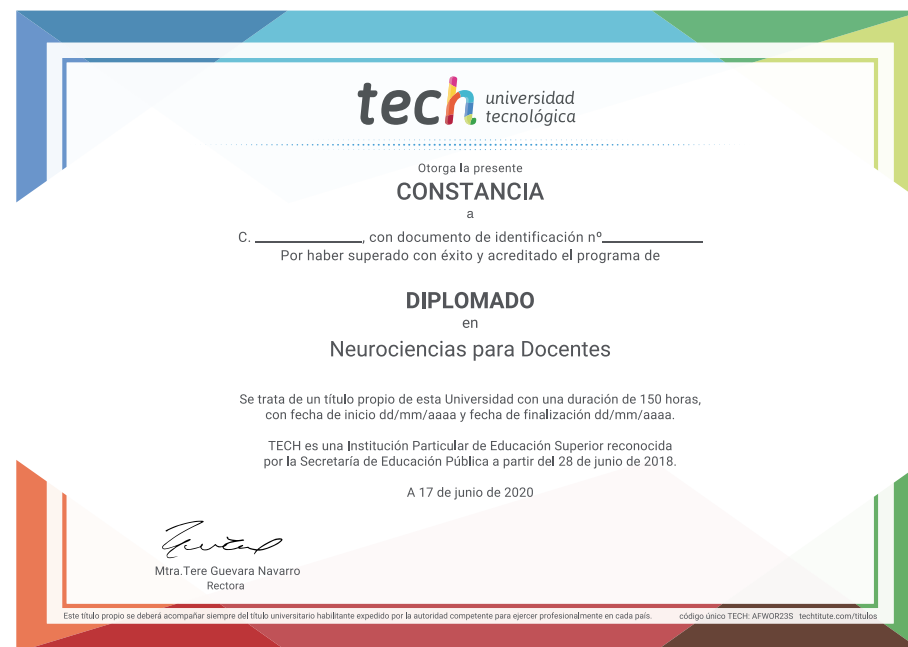 tech universidad
tecnológica
Otorga la presente
CONSTANCIA
a
C. ____________, con documento de identificación nº____________
Por haber superado con éxito y acreditado el programa de
DIPLOMADO
en
Neurociencias para Docentes
Se trata de un título propio de esta Universidad con una duración de 150 horas,
con fecha de inicio dd/mm/aaaa y fecha de finalización dd/mm/aaaa.
TECH es una Institución Particular de Educación Superior reconocida
por la Secretaría de Educación Pública a partir del 28 de junio de 2018.
A 17 de junio de 2020
Mtra.Tere Guevara Navarro
Rectora
Este título propio se deberá acompañar siempre del título universitario habilitante expedido por la autoridad competente para ejercer profesionalmente en cada país. código único TECH: AFWOR23S techtitute.com/titulos